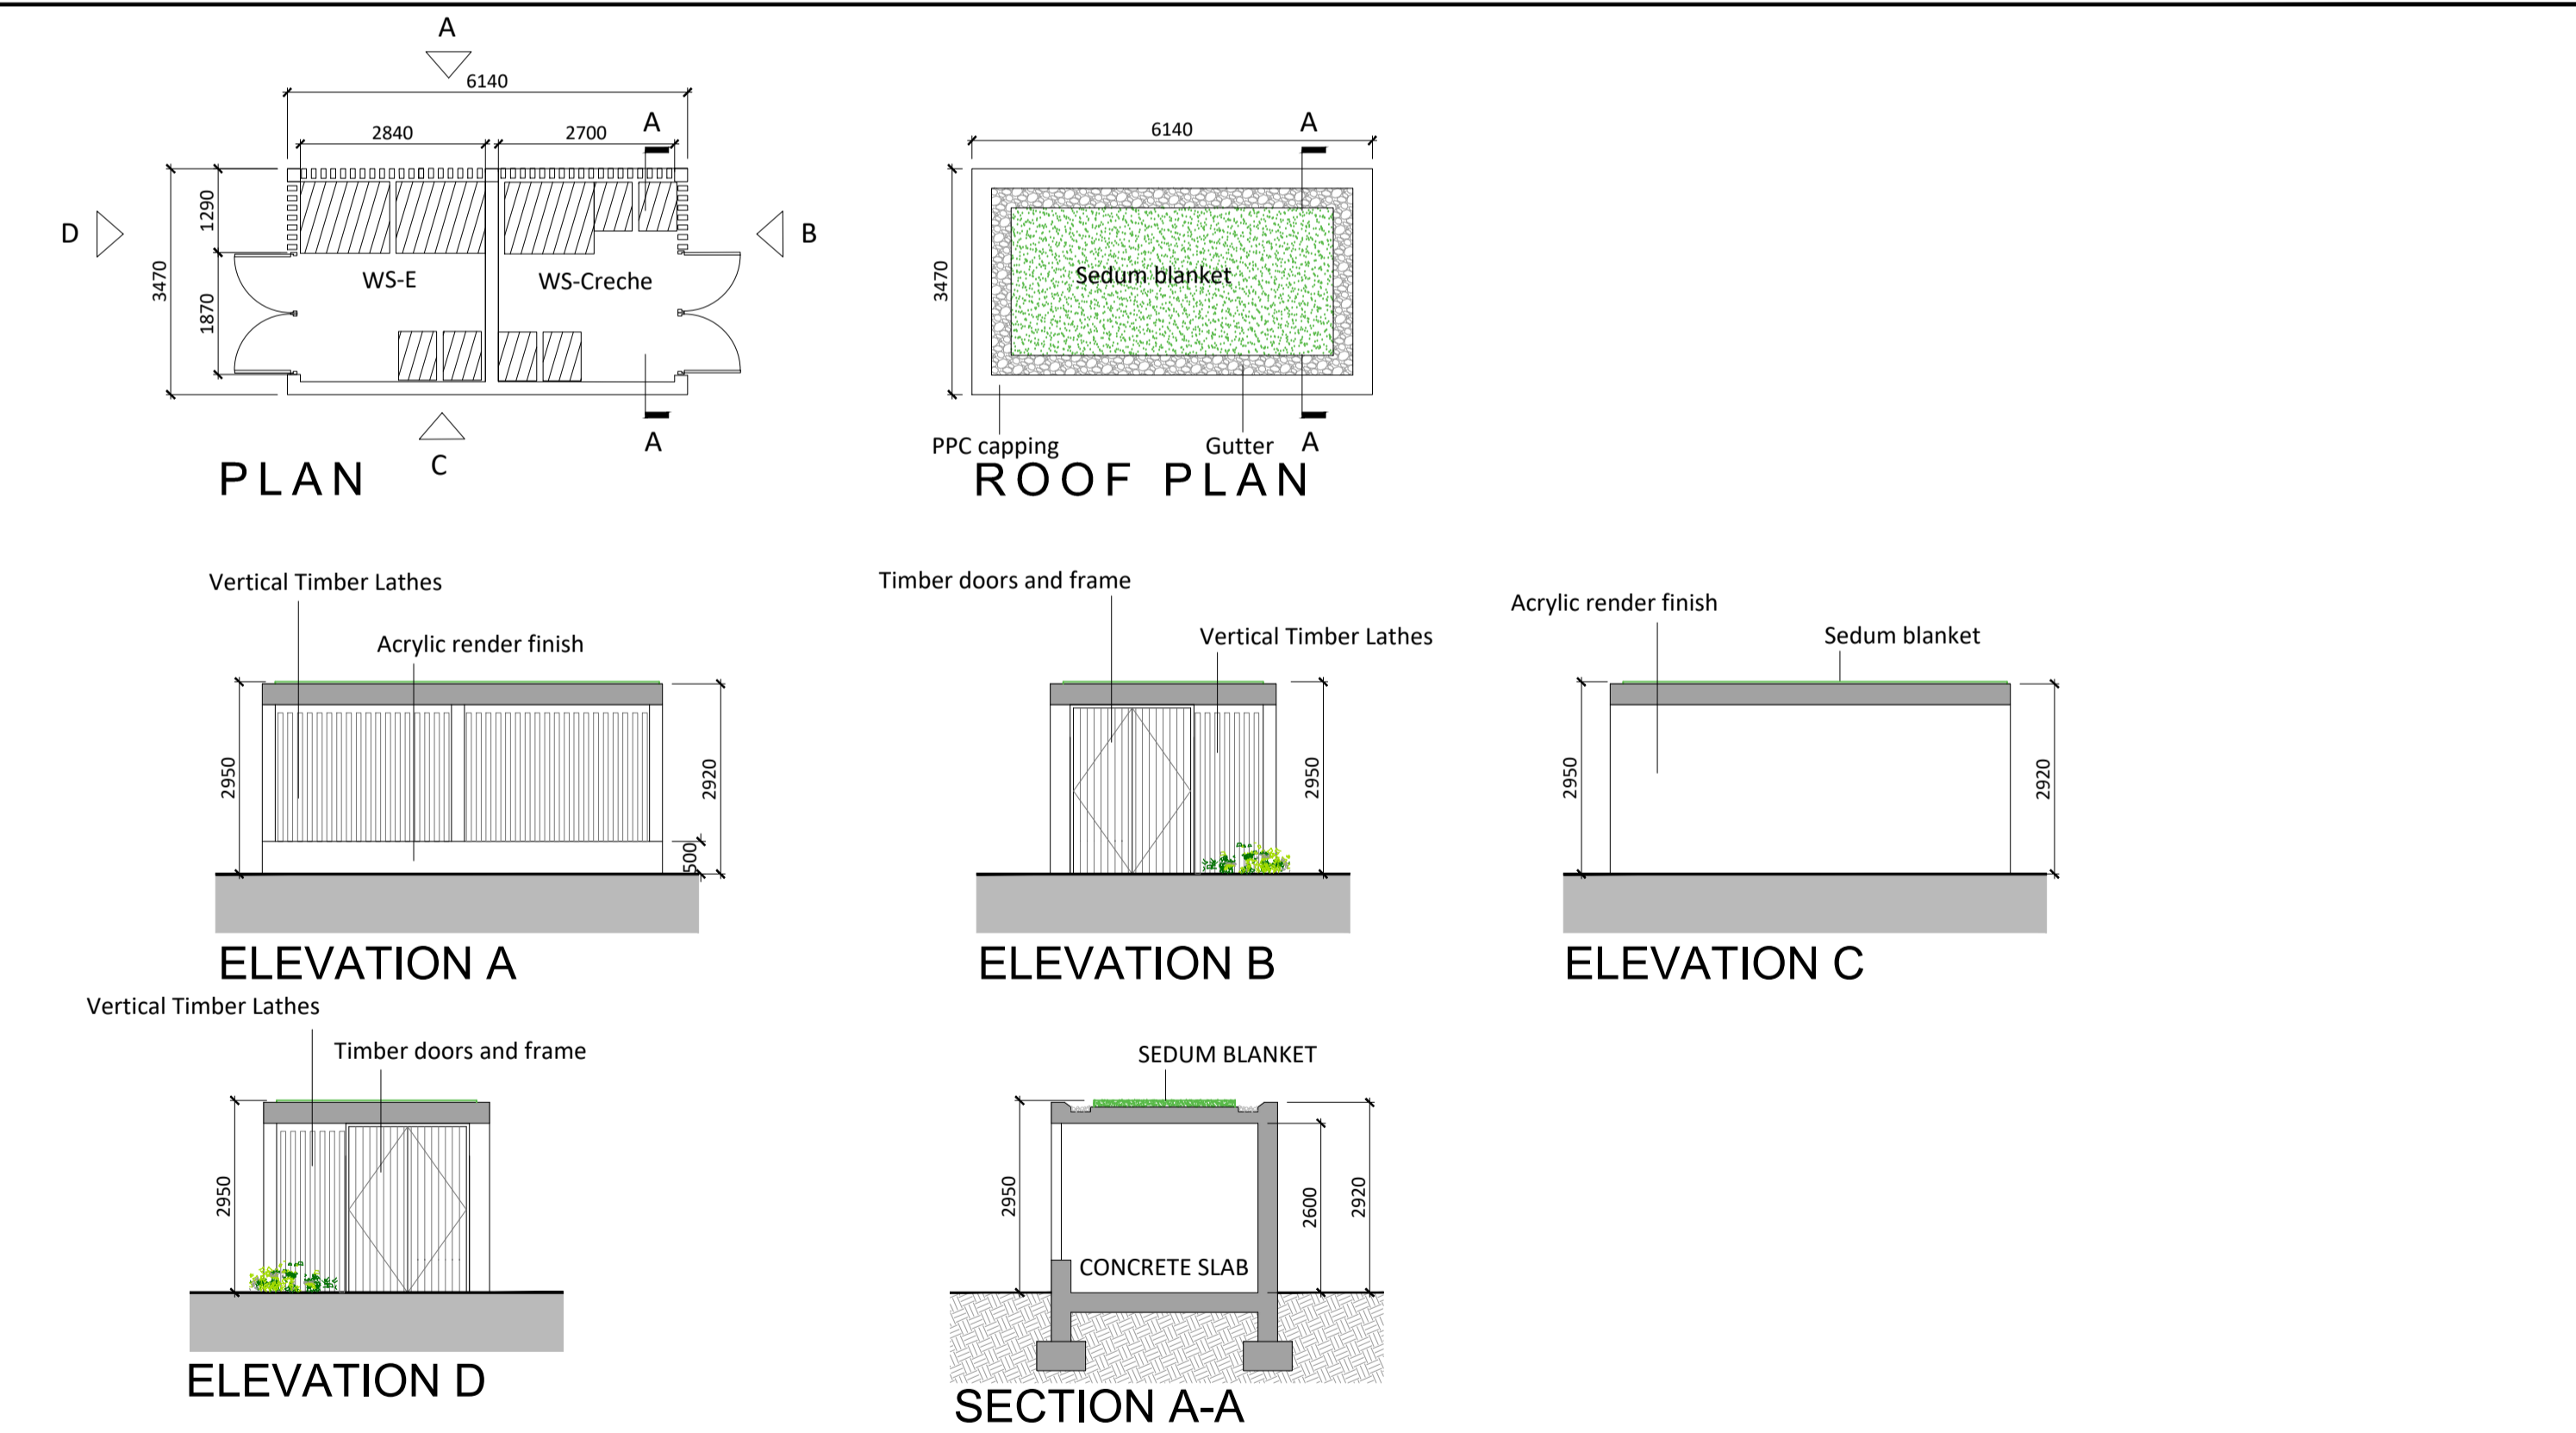 A
6140
2840
2700
A
1290
D
B
3470
WS-E
WS-Creche
1870
A
C
PLAN
6140
A
3470
Sedum blanket
PPC capping
Gutter
A
ROOF PLAN
Vertical Timber Lathes
Acrylic render finish
2950
2920
500
ELEVATION A
Timber doors and frame
Vertical Timber Lathes
2950
ELEVATION B
Acrylic render finish
Sedum blanket
2950
2920
ELEVATION C
Vertical Timber Lathes
Timber doors and frame
2950
ELEVATION D
SEDUM BLANKET
2950
2600
2920
CONCRETE SLAB
SECTION A-A